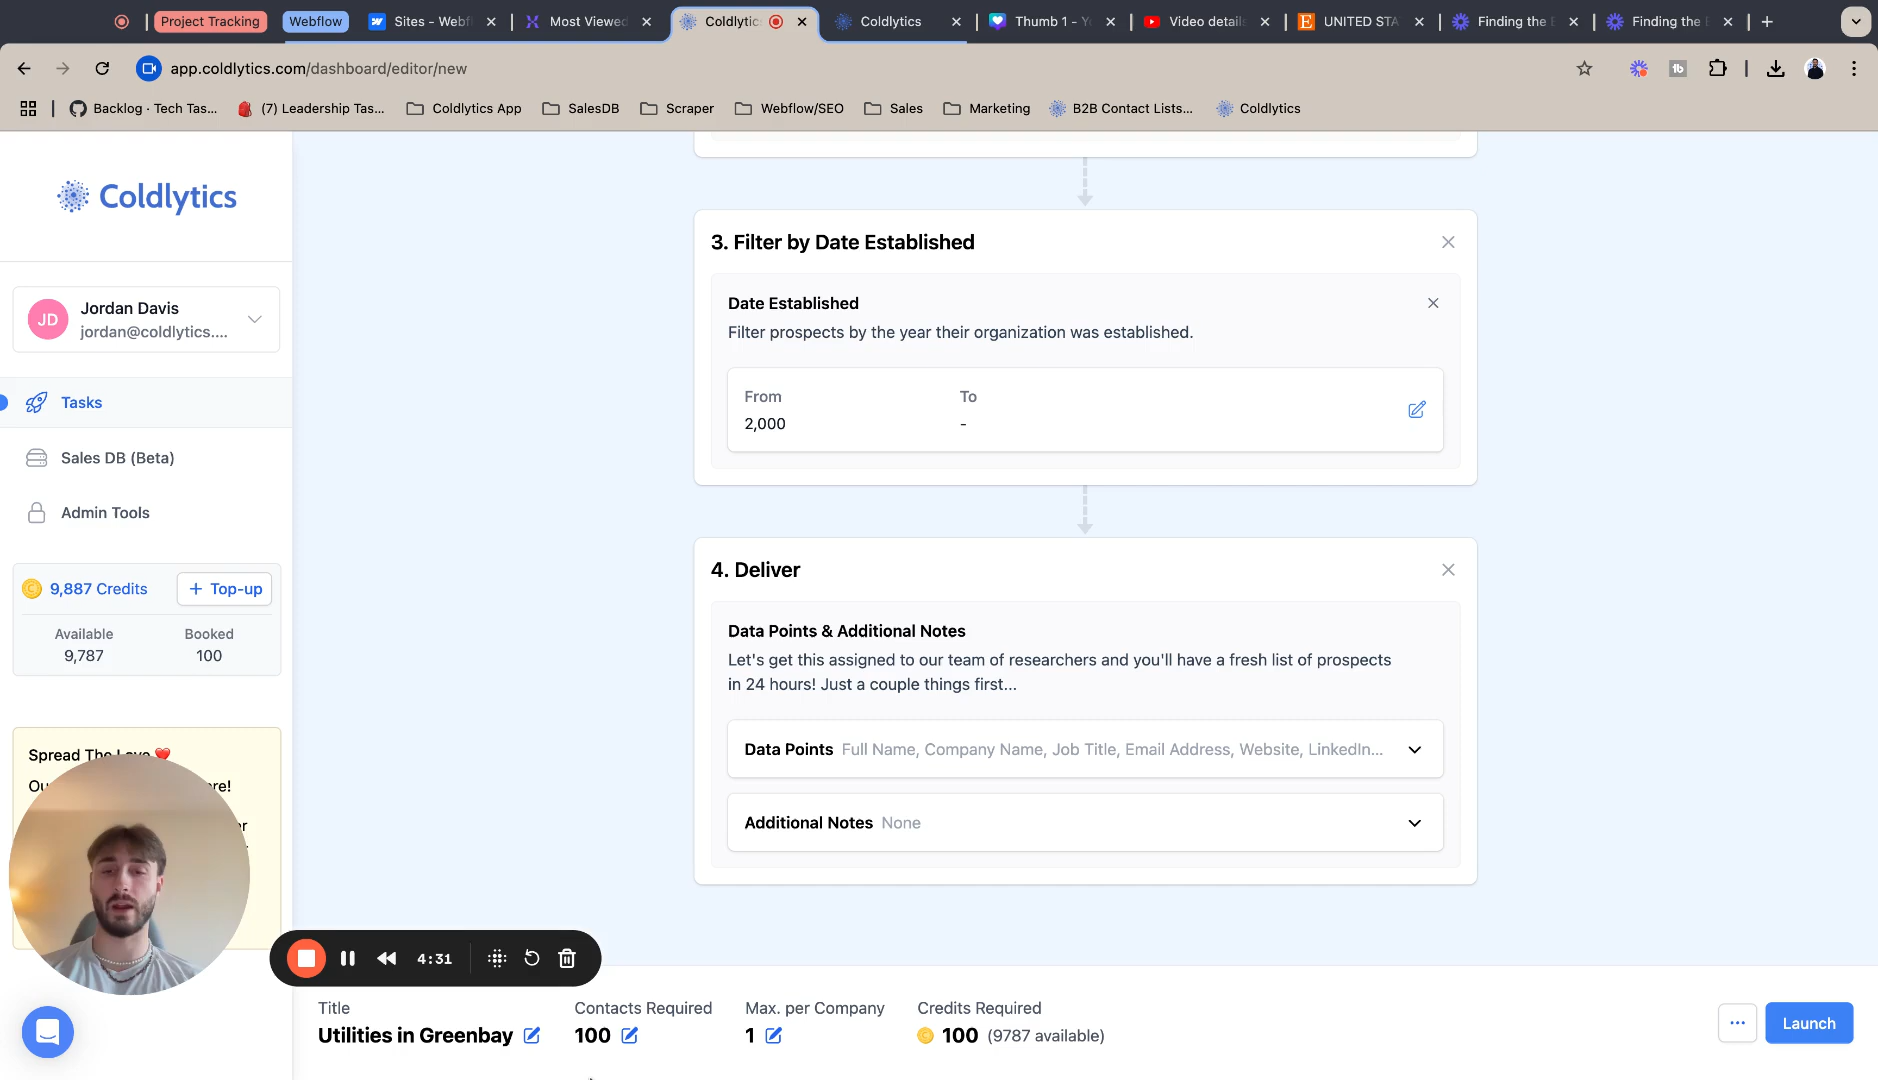 Project Tracking
Webflow
Sites - Webf
Most Viewed
Coldlytic
Coldlytics
Thumb 1 - Y
Video details
UNITED STA
Finding the B
Finding the B
app.coldlytics.com/dashboard/editor/new
Backlog · Tech Tas...
(7) Leadership Tas...
Coldlytics App
SalesDB
Scraper
Webflow/SEO
Sales
Marketing
B2B Contact Lists...
Coldlytics
Coldlytics
JD
Jordan Davis
jordan@coldlytics....
Tasks
Sales DB (Beta)
Admin Tools
9,887 Credits
+ Top-up
Available
9,787
Booked
100
Spread The Love ❤️
3. Filter by Date Established
Date Established
Filter prospects by the year their organization was established.
From
2,000
To
-
4. Deliver
Data Points & Additional Notes
Let's get this assigned to our team of researchers and you'll have a fresh list of prospects
in 24 hours! Just a couple things first...
Data Points Full Name, Company Name, Job Title, Email Address, Website, LinkedIn...
Additional Notes None
4:31
Title
Utilities in Greenbay
Contacts Required
100
Max. per Company
1
Credits Required
100 (9787 available)
...
Launch